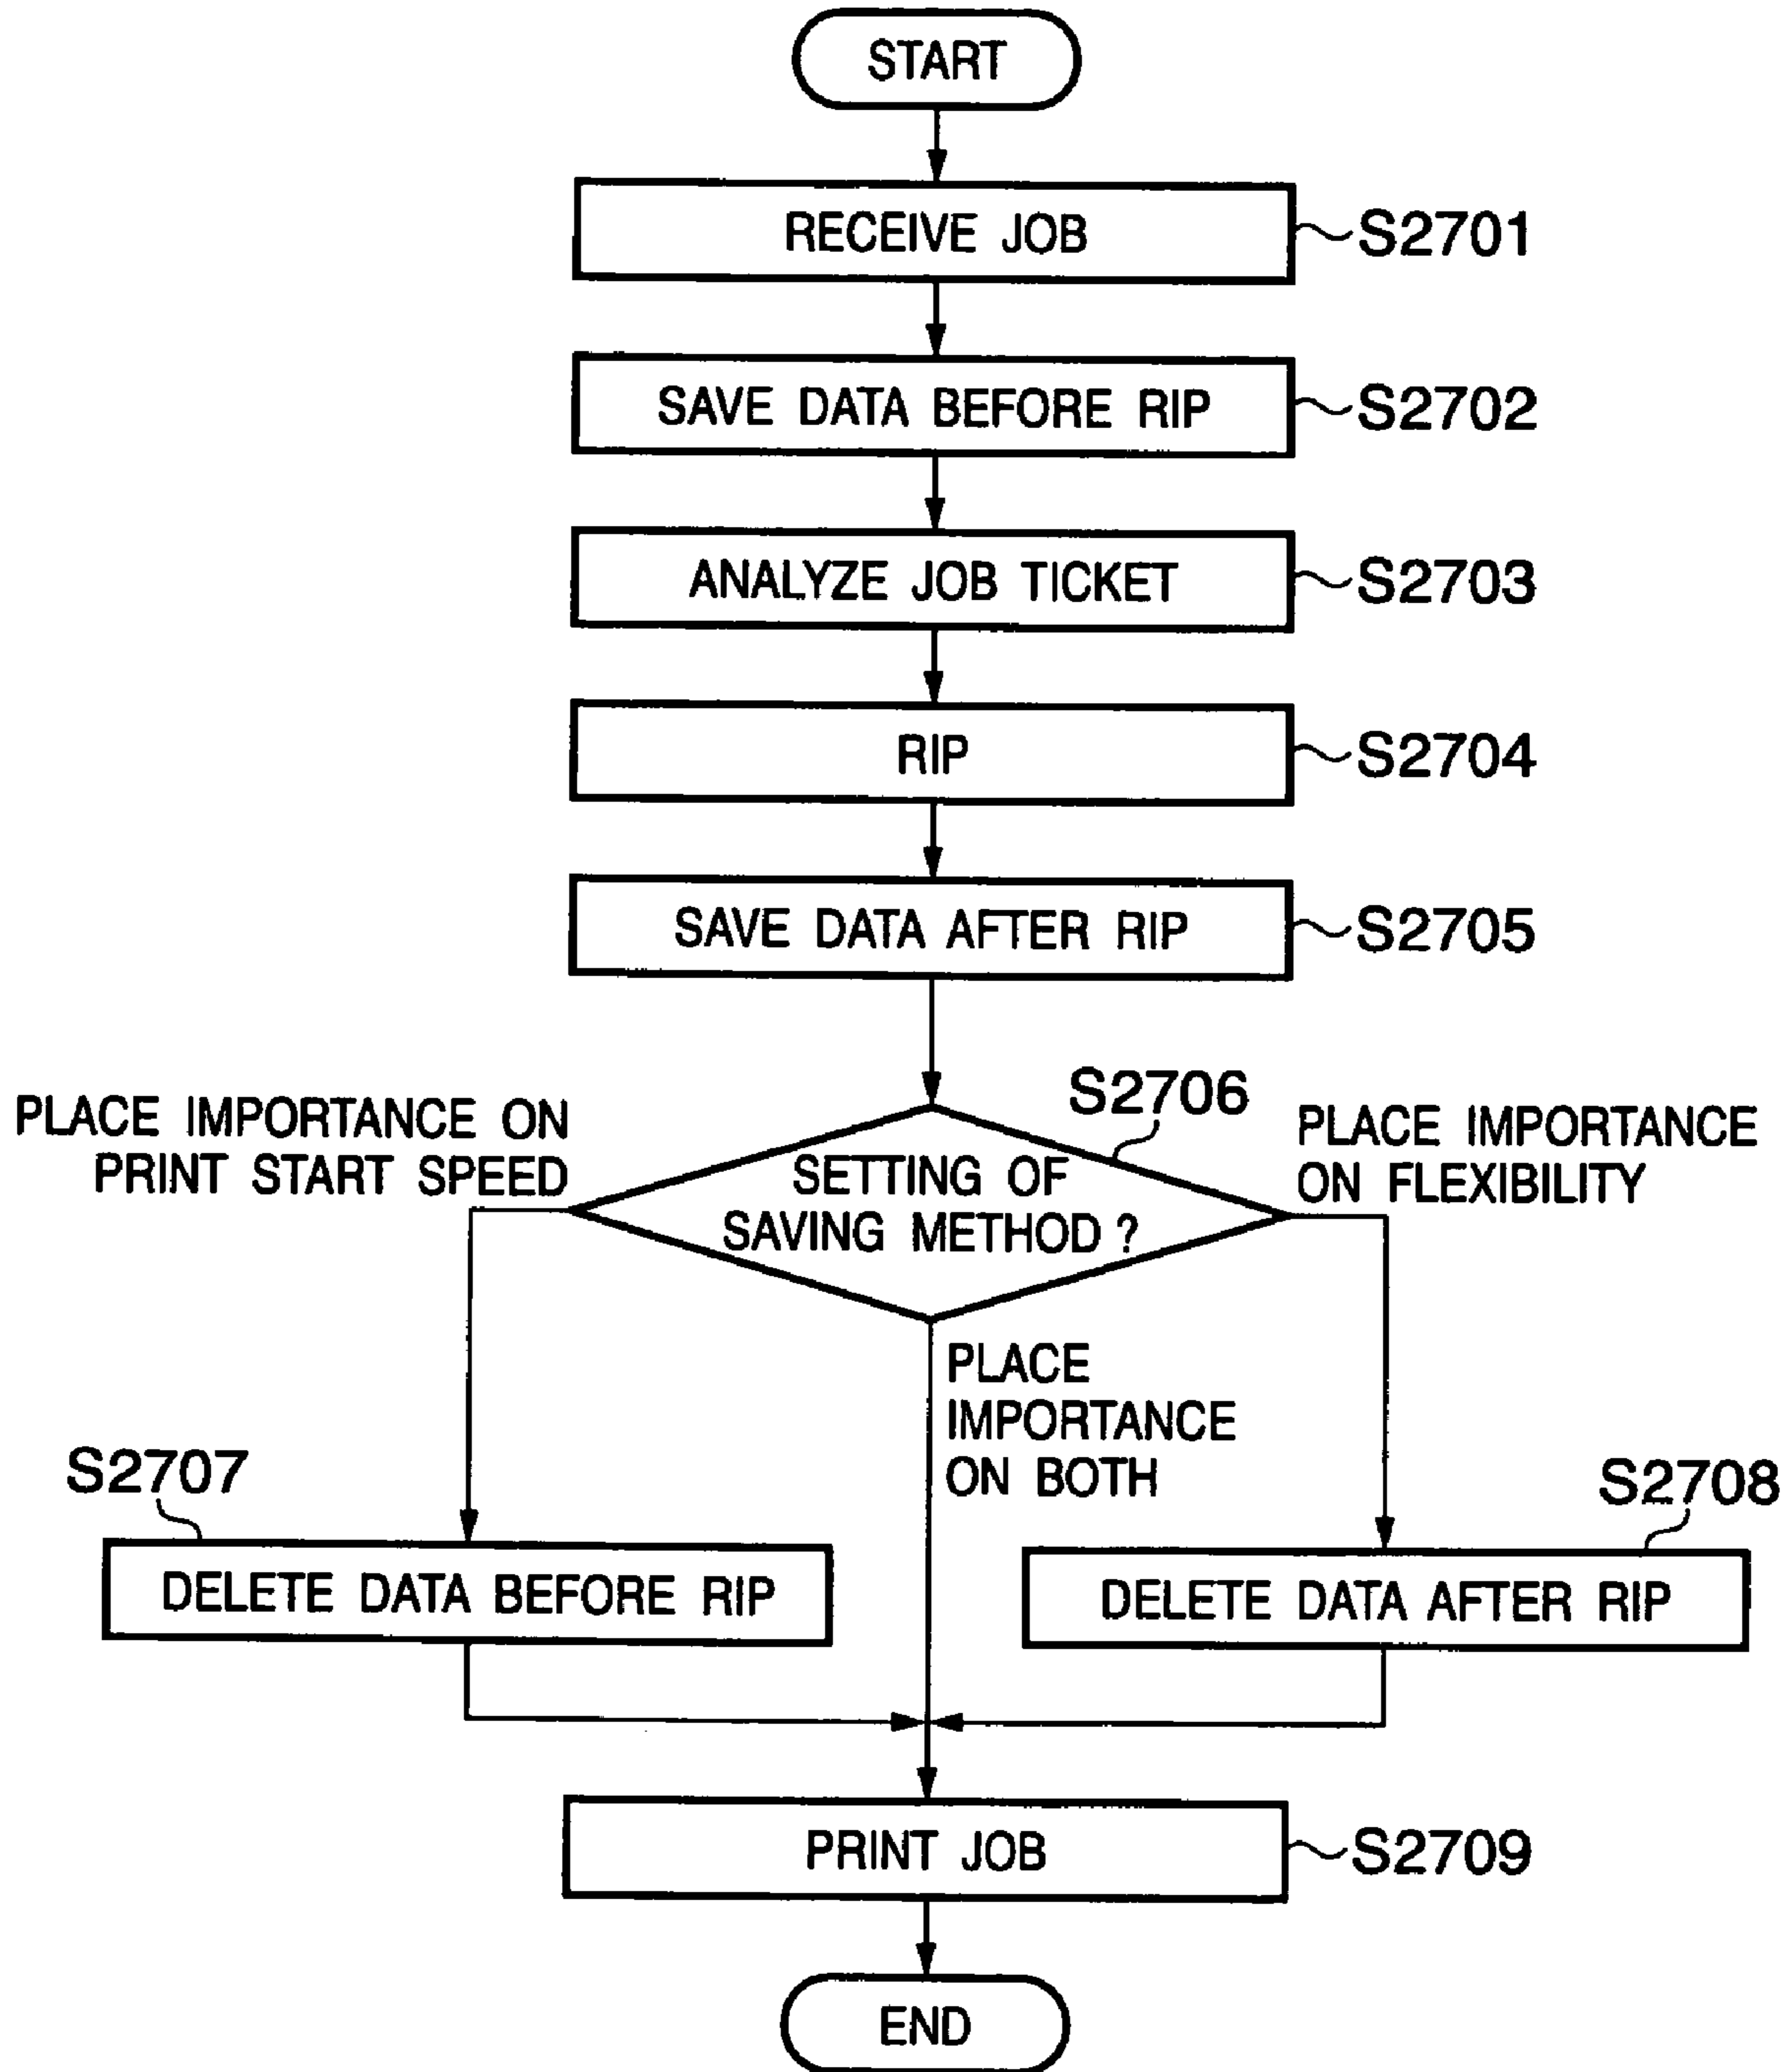 START
RECEIVE JOB
S2701
SAVE DATA BEFORE RIP
S2702
ANALYZE JOB TICKET
S2703
RIP
S2704
SAVE DATA AFTER RIP
S2705
S2706
PLACE IMPORTANCE ON
PRINT START SPEED
SETTING OF
SAVING METHOD ?
PLACE IMPORTANCE
ON FLEXIBILITY
PLACE
IMPORTANCE
ON BOTH
S2707
DELETE DATA BEFORE RIP
S2708
DELETE DATA AFTER RIP
PRINT JOB
S2709
END